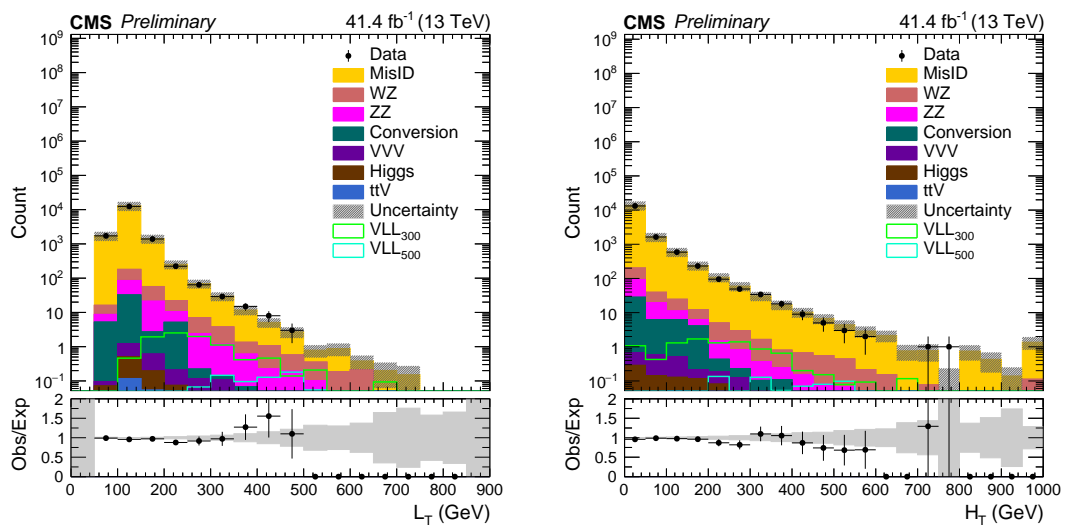 CMS Preliminary 41.4 fb⁻¹ (13 TeV)
10⁹
10⁸
10⁷
10⁶
10⁵
10⁴
10³
10²
10
1
10⁻¹
Count
Data
MisID
WZ
ZZ
Conversion
VVV
Higgs
ttV
Uncertainty
VLL₃₀₀
VLL₅₀₀
2
1.5
1
0.5
0
Obs/Exp
0 100 200 300 400 500 600 700 800 900
L_T (GeV)
CMS Preliminary 41.4 fb⁻¹ (13 TeV)
10⁹
10⁸
10⁷
10⁶
10⁵
10⁴
10³
10²
10
1
10⁻¹
Count
Data
MisID
WZ
ZZ
Conversion
VVV
Higgs
ttV
Uncertainty
VLL₃₀₀
VLL₅₀₀
2
1.5
1
0.5
0
Obs/Exp
0 100 200 300 400 500 600 700 800 900 1000
H_T (GeV)